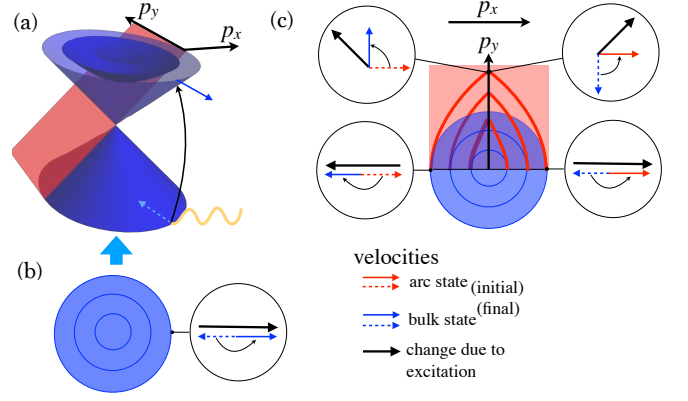 (a)
p_y
p_x
(b)
(c)
p_x
p_y
velocities
arc state (initial)
(final)
bulk state
change due to
excitation